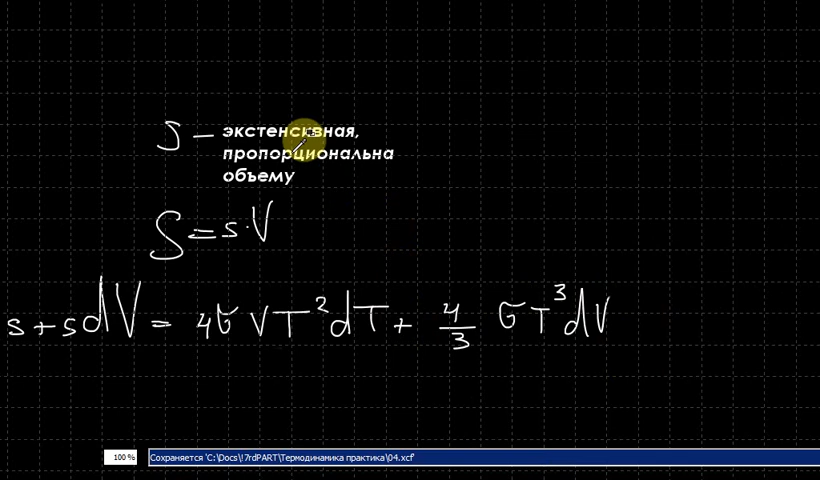 S — экстенсивная,
пропорциональна
объему
S = s · V
s + s dV = 4σ V T² dT + 4/3 σ T³ dV
100 %
Сохраняется 'C:\Docs\!7rdPART\Термодинамика практика\04.xcf'